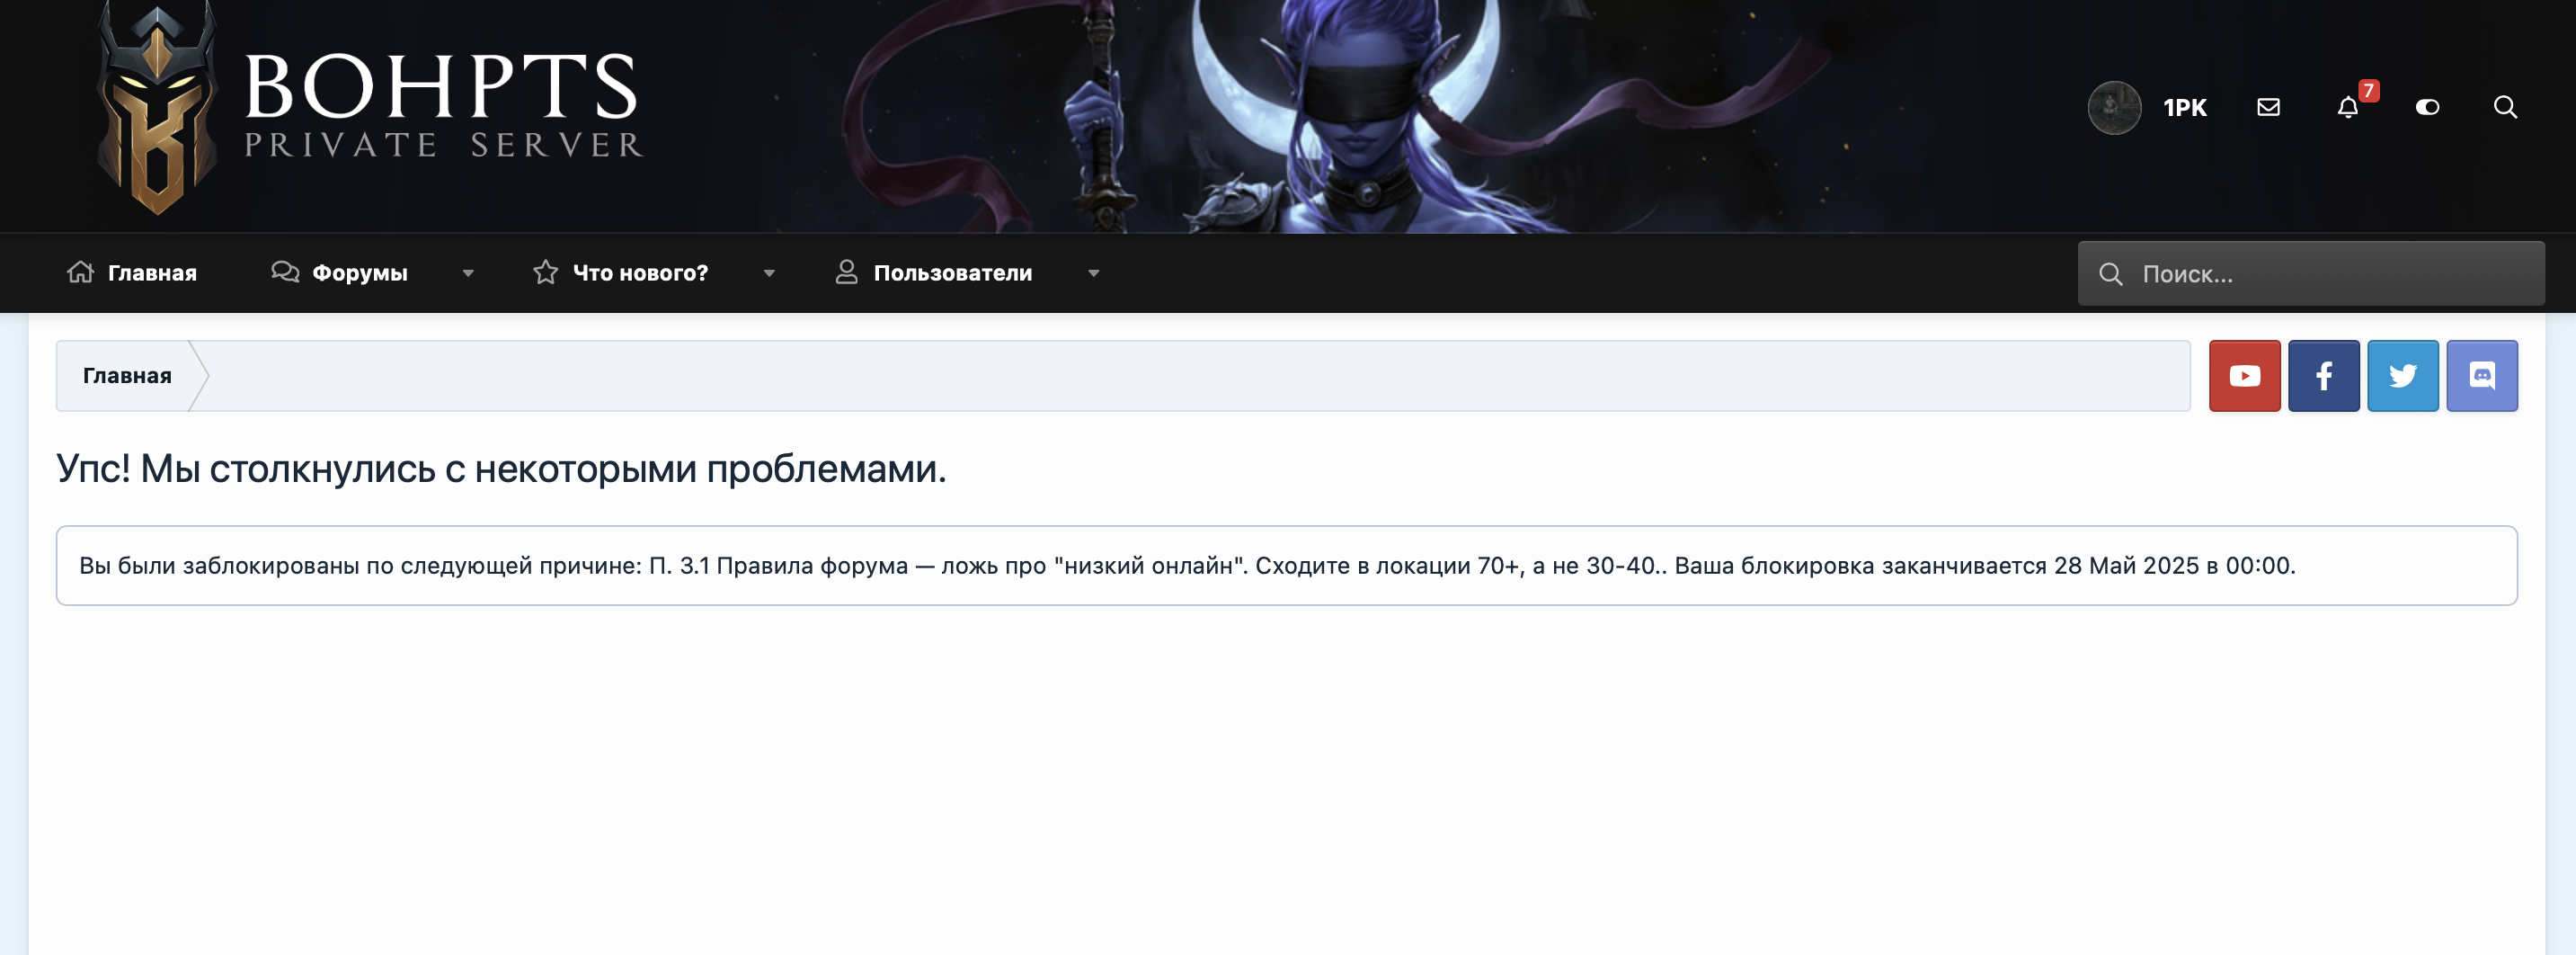 BOHPTS
PRIVATE SERVER
1PK
7
Главная
Форумы
Что нового?
Пользователи
Поиск...
Главная
Упс! Мы столкнулись с некоторыми проблемами.
Вы были заблокированы по следующей причине: П. 3.1 Правила форума — ложь про "низкий онлайн". Сходите в локации 70+, а не 30-40.. Ваша блокировка заканчивается 28 Май 2025 в 00:00.